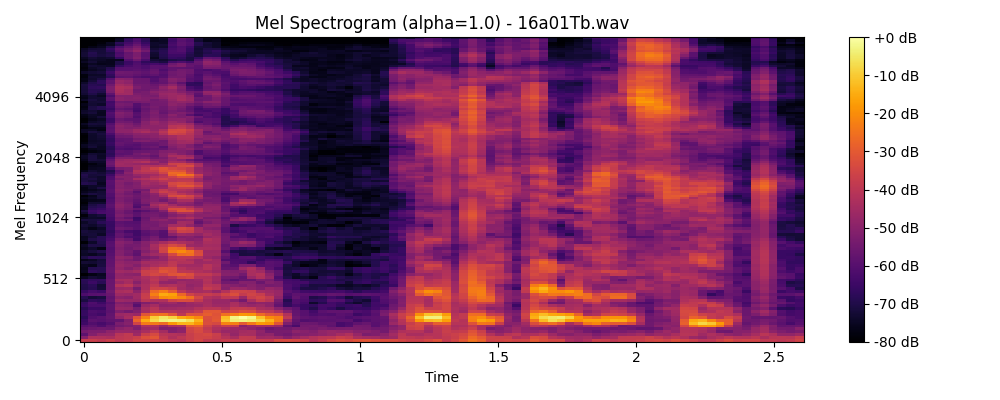 Mel Spectrogram (alpha=1.0) - 16a01Tb.wav
Mel Frequency
4096
2048
1024
512
0
0
0.5
1
1.5
2
2.5
Time
+0 dB
-10 dB
-20 dB
-30 dB
-40 dB
-50 dB
-60 dB
-70 dB
-80 dB